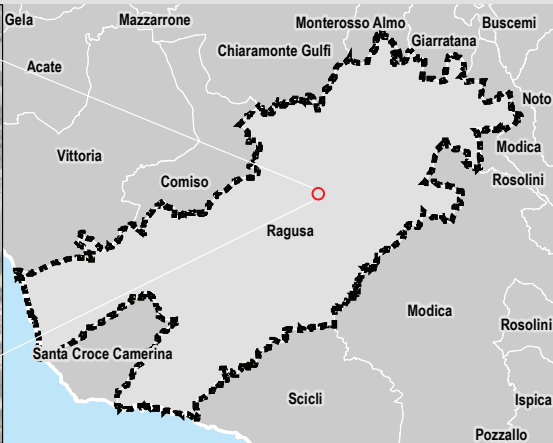 Gela
Mazzarrone
Monterosso Almo
Buscemi
Giarratana
Chiaramonte Gulfi
Acate
Noto
Vittoria
Modica
Comiso
Rosolini
Ragusa
Modica
Rosolini
Santa Croce Camerina
Scicli
Ispica
Pozzallo